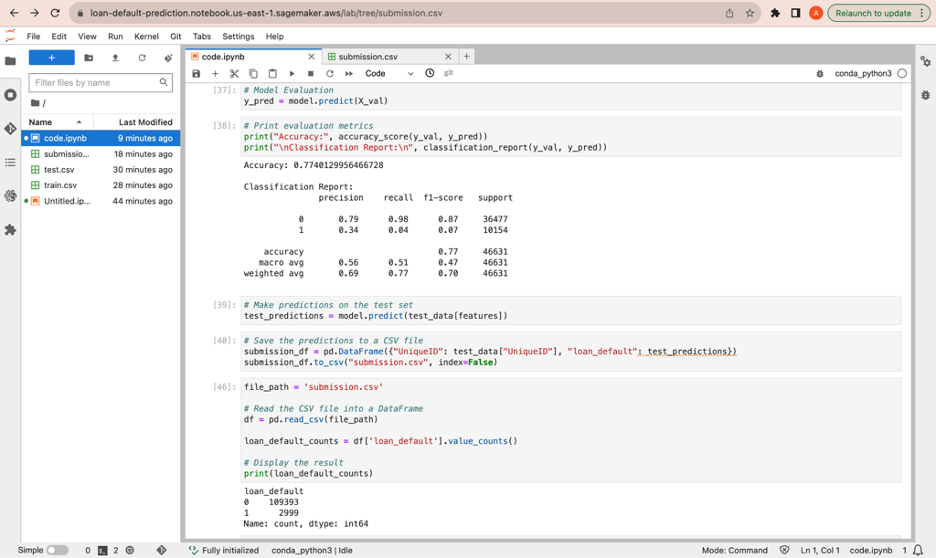 loan-default-prediction.notebook.us-east-1.sagemaker.aws/lab/tree/submission.csv
A
Relaunch to update
File Edit View Run Kernel Git Tabs Settings Help
+
Filter files by name
/
Name Last Modified
code.ipynb 9 minutes ago
submissio... 18 minutes ago
test.csv 30 minutes ago
train.csv 28 minutes ago
Untitled.ip... 44 minutes ago
code.ipynb
submission.csv
Code
git
conda_python3
[37]:
# Model Evaluation
y_pred = model.predict(X_val)
[38]:
# Print evaluation metrics
print("Accuracy:", accuracy_score(y_val, y_pred))
print("\nClassification Report:\n", classification_report(y_val, y_pred))
Accuracy: 0.7740129956466728
Classification Report:
precision recall f1-score support
0 0.79 0.98 0.87 36477
1 0.34 0.04 0.07 10154
accuracy 0.77 46631
macro avg 0.56 0.51 0.47 46631
weighted avg 0.69 0.77 0.70 46631
[39]:
# Make predictions on the test set
test_predictions = model.predict(test_data[features])
[40]:
# Save the predictions to a CSV file
submission_df = pd.DataFrame({"UniqueID": test_data["UniqueID"], "loan_default": test_predictions})
submission_df.to_csv("submission.csv", index=False)
[46]:
file_path = 'submission.csv'
# Read the CSV file into a DataFrame
df = pd.read_csv(file_path)
loan_default_counts = df['loan_default'].value_counts()
# Display the result
print(loan_default_counts)
loan_default
0 109393
1 2999
Name: count, dtype: int64
Simple 0 2
Fully initialized conda_python3 | Idle
Mode: Command Ln 1, Col 1 code.ipynb 1